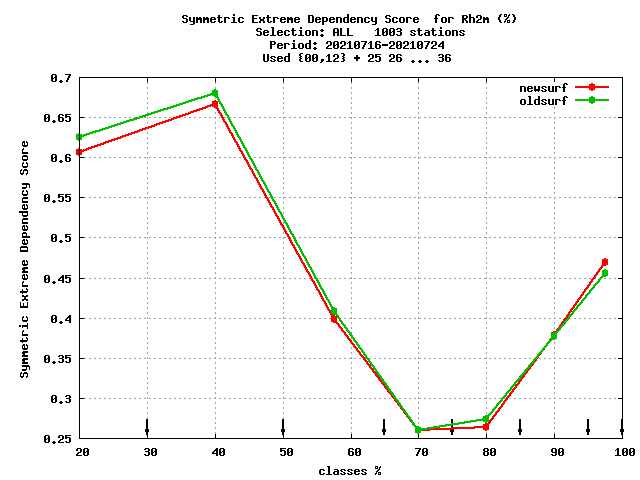 Symmetric Extreme Dependency Score  for Rh2m (%)
Selection: ALL   1003 stations
Period: 20210716-20210724
Used {00,12} + 25 26 ... 36
newsurf
oldsurf
0.7
0.65
0.6
0.55
0.5
0.45
0.4
0.35
0.3
0.25
Symmetric Extreme Dependency Score
20 30 40 50 60 70 80 90 100
classes %